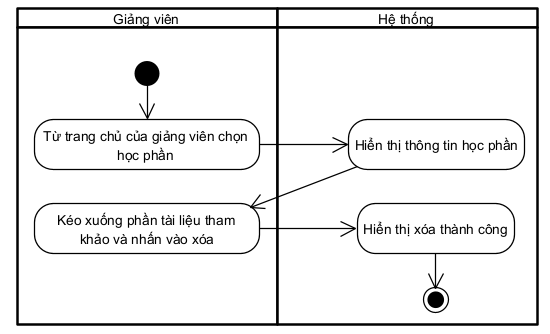 Giảng viên
Hệ thống
Từ trang chủ của giảng viên chọn
học phần
Hiển thị thông tin học phần
Kéo xuống phần tài liệu tham
khảo và nhấn vào xóa
Hiển thị xóa thành công